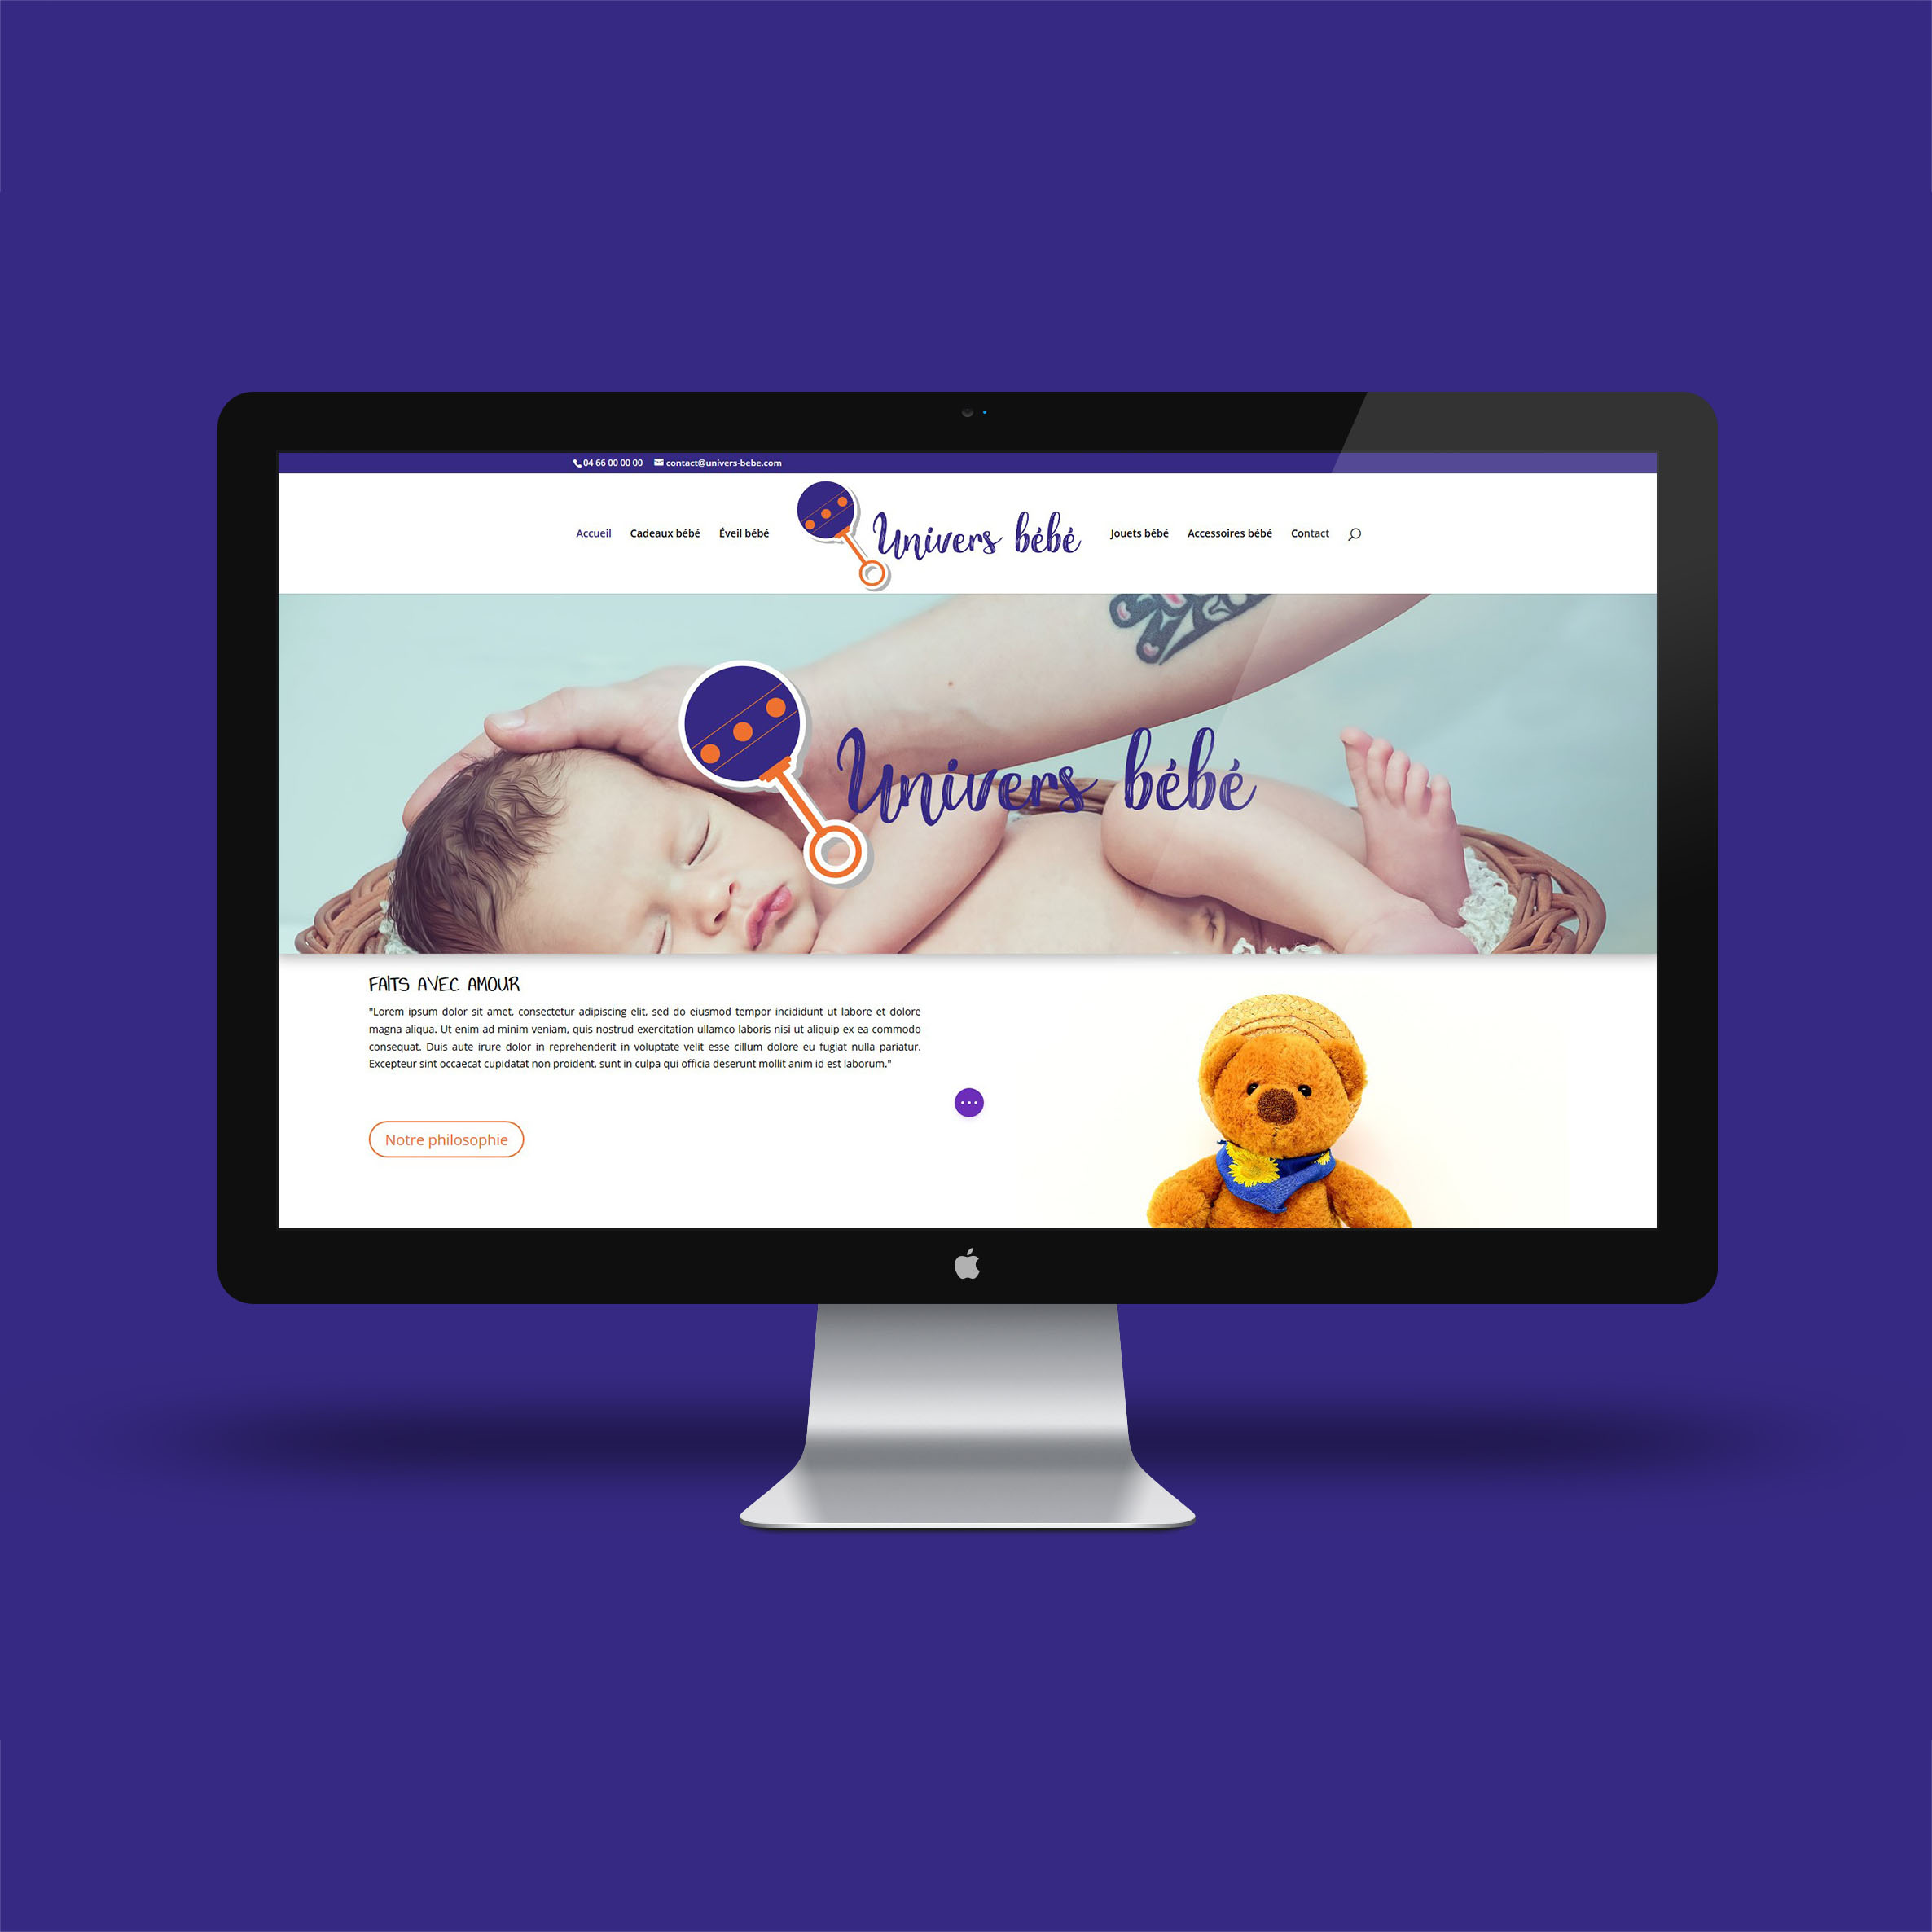 04 66 00 00 00 contact@univers-bebe.com
Accueil Cadeaux bébé Éveil bébé Univers bébé Jouets bébé Accessoires bébé Contact
Univers bébé
FAITS AVEC AMOUR
"Lorem ipsum dolor sit amet, consectetur adipiscing elit, sed do eiusmod tempor incididunt ut labore et dolore
magna aliqua. Ut enim ad minim veniam, quis nostrud exercitation ullamco laboris nisi ut aliquip ex ea commodo
consequat. Duis aute irure dolor in reprehenderit in voluptate velit esse cillum dolore eu fugiat nulla pariatur.
Excepteur sint occaecat cupidatat non proident, sunt in culpa qui officia deserunt mollit anim id est laborum."
Notre philosophie